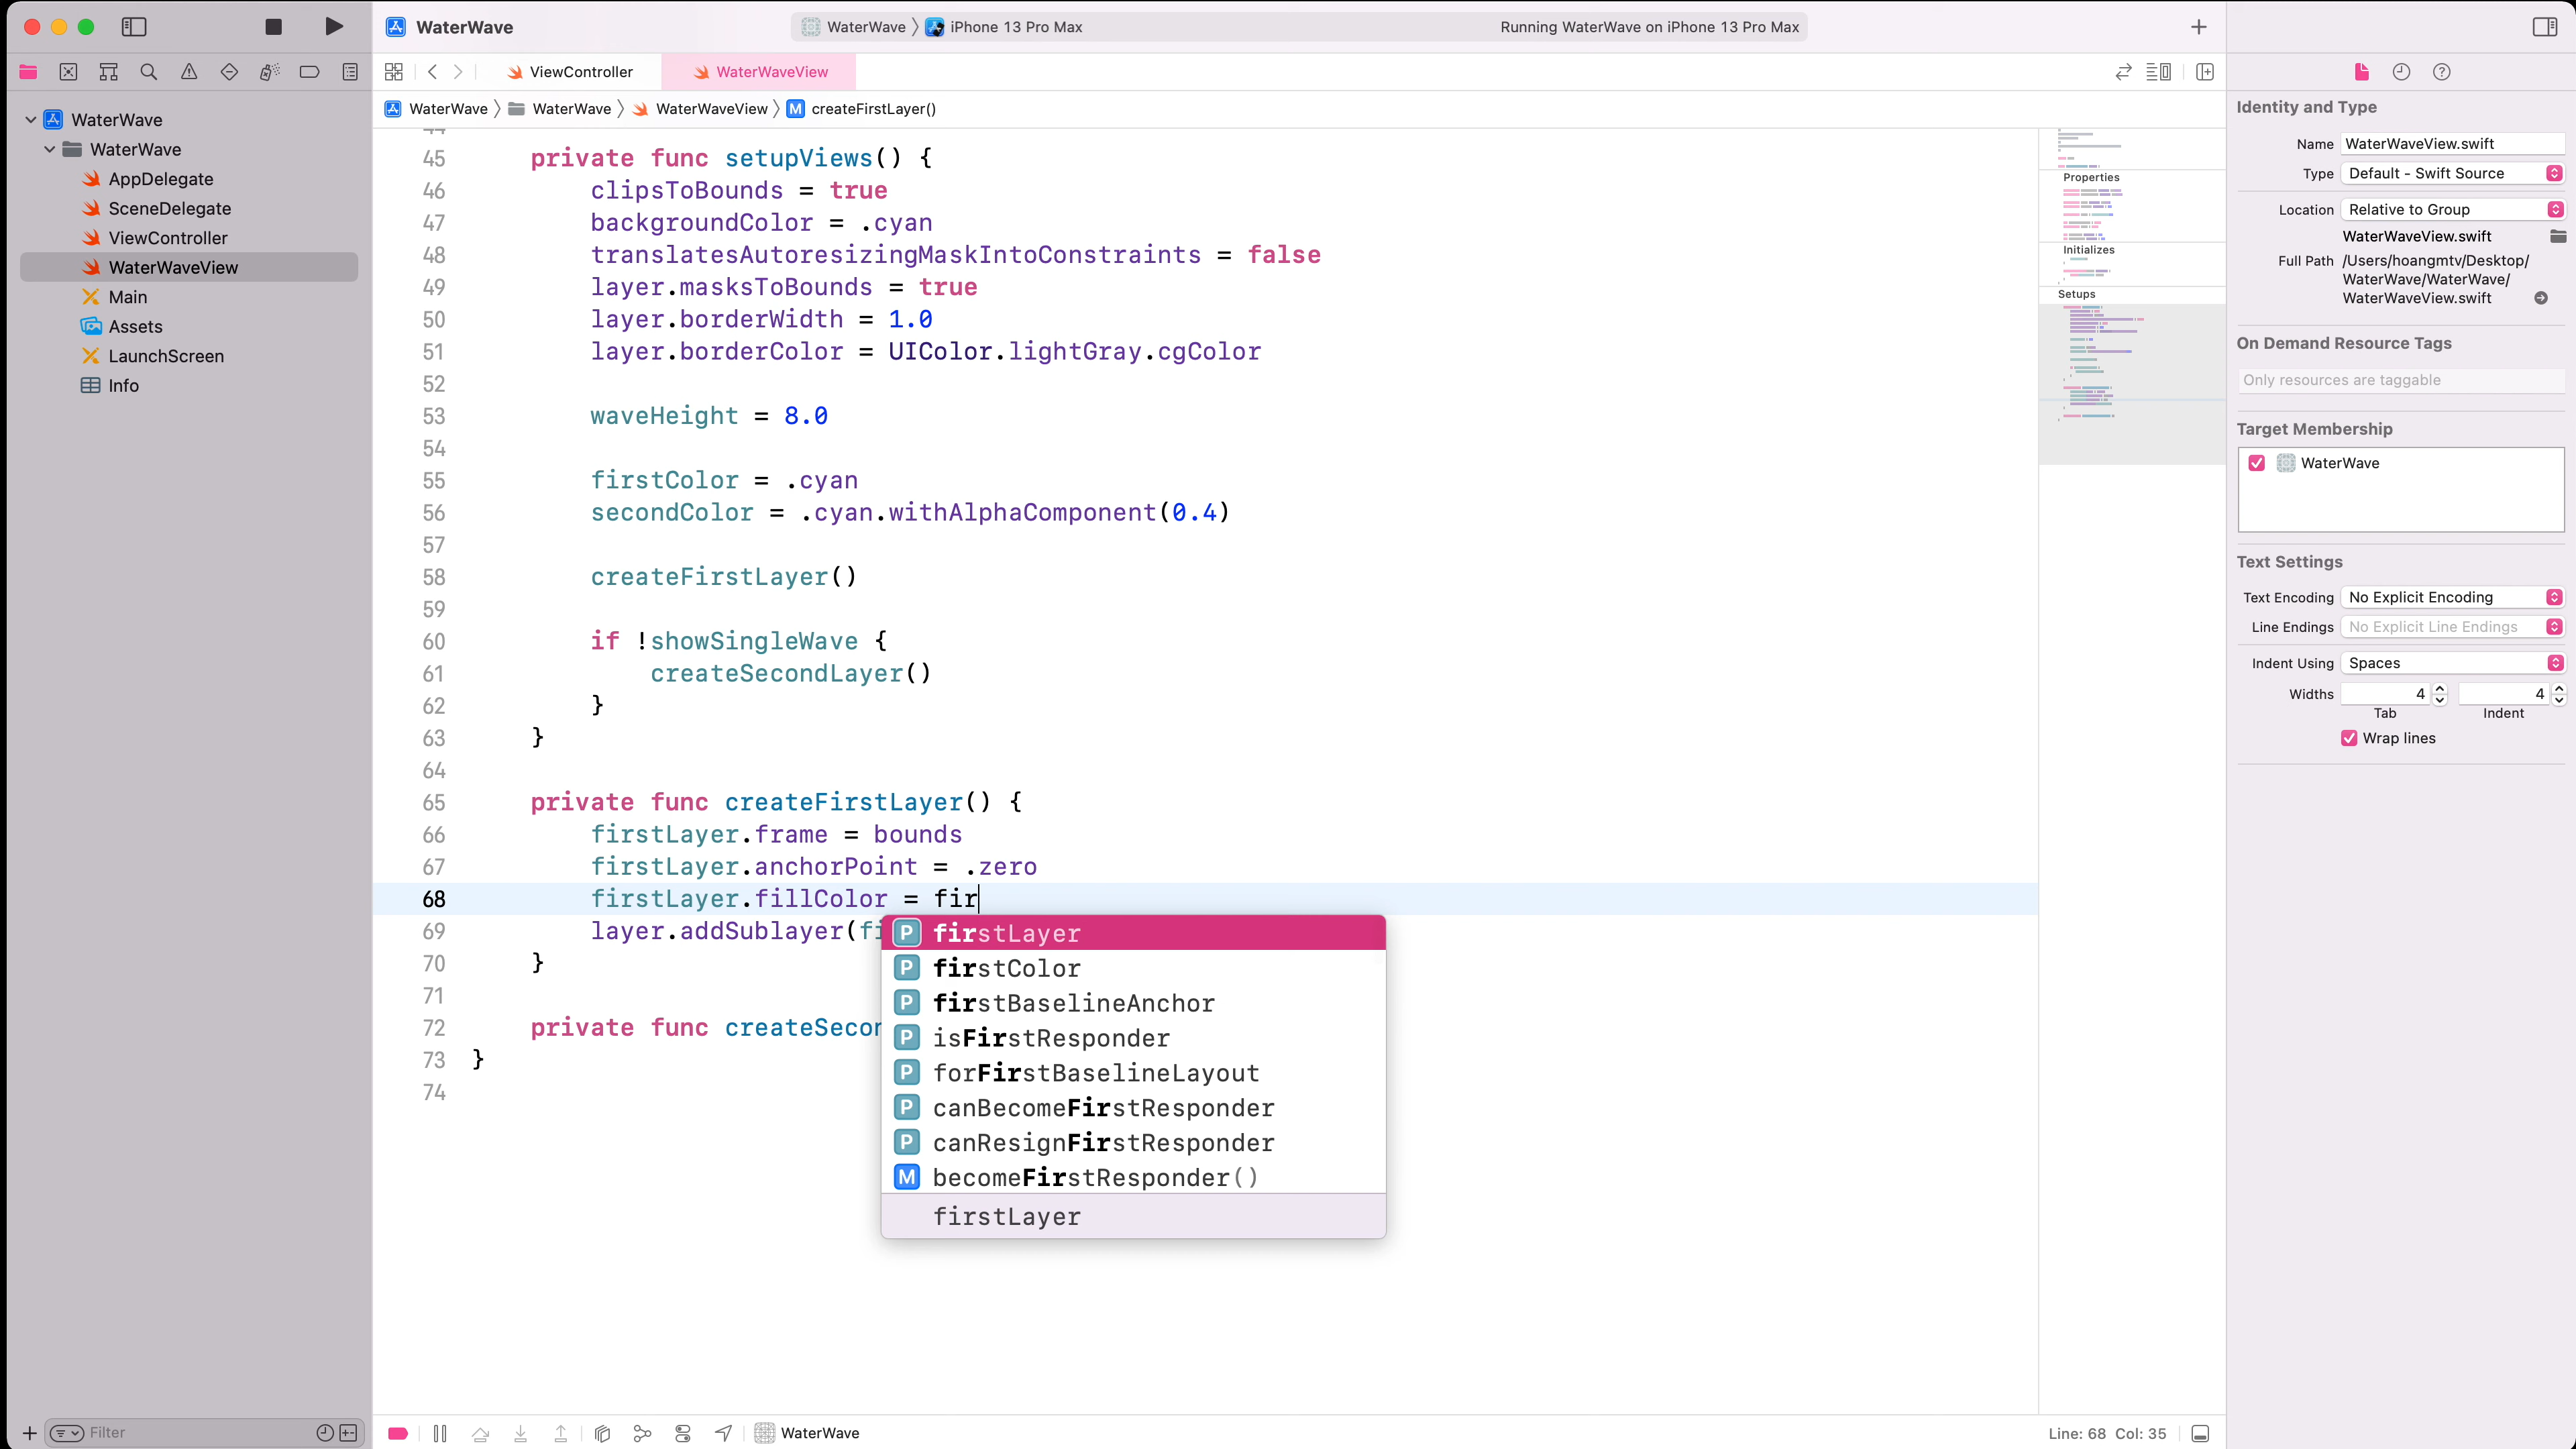 WaterWave
WaterWave
iPhone 13 Pro Max
Running WaterWave on iPhone 13 Pro Max
ViewController
WaterWaveView
WaterWave
WaterWave
WaterWaveView
M
createFirstLayer()
WaterWave
WaterWave
AppDelegate
SceneDelegate
ViewController
WaterWaveView
Main
Assets
LaunchScreen
Info
Filter
45 private func setupViews() {
46 clipsToBounds = true
47 backgroundColor = .cyan
48 translatesAutoresizingMaskIntoConstraints = false
49 layer.masksToBounds = true
50 layer.borderWidth = 1.0
51 layer.borderColor = UIColor.lightGray.cgColor
52
53 waveHeight = 8.0
54
55 firstColor = .cyan
56 secondColor = .cyan.withAlphaComponent(0.4)
57
58 createFirstLayer()
59
60 if !showSingleWave {
61 createSecondLayer()
62 }
63 }
64
65 private func createFirstLayer() {
66 firstLayer.frame = bounds
67 firstLayer.anchorPoint = .zero
68 firstLayer.fillColor = fir
69 layer.addSublayer(fi
70 }
71
72 private func createSecon
73 }
74
P firstLayer
P firstColor
P firstBaselineAnchor
P isFirstResponder
P forFirstBaselineLayout
P canBecomeFirstResponder
P canResignFirstResponder
M becomeFirstResponder()
firstLayer
Properties
Initializes
Setups
WaterWave
Line: 68 Col: 35
Identity and Type
Name WaterWaveView.swift
Type Default - Swift Source
Location Relative to Group
WaterWaveView.swift
Full Path /Users/hoangmtv/Desktop/
WaterWave/WaterWave/
WaterWaveView.swift
On Demand Resource Tags
Only resources are taggable
Target Membership
WaterWave
Text Settings
Text Encoding No Explicit Encoding
Line Endings No Explicit Line Endings
Indent Using Spaces
Widths 4 4
Tab Indent
Wrap lines